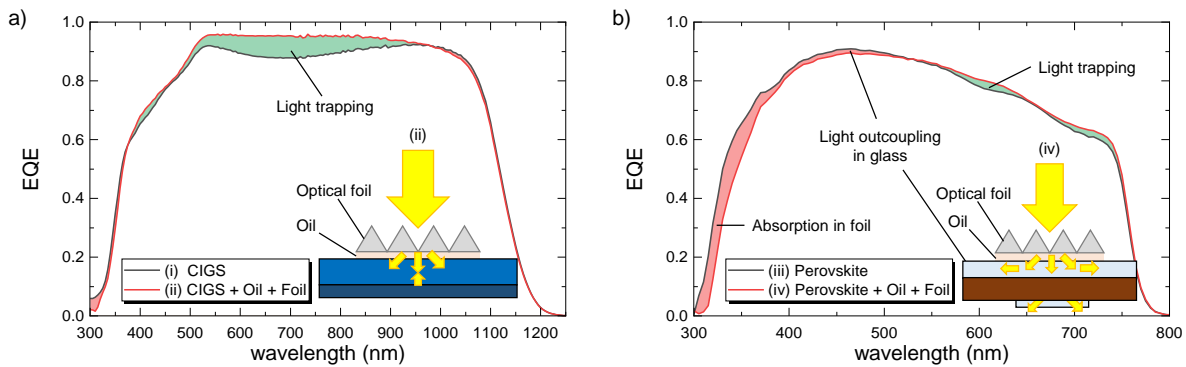 a)
EQE
1.0
0.8
0.6
0.4
0.2
0.0
300 400 500 600 700 800 900 1000 1100 1200
wavelength (nm)
Light trapping
(ii)
Optical foil
Oil
(i) CIGS
(ii) CIGS + Oil + Foil
b)
EQE
1.0
0.8
0.6
0.4
0.2
0.0
300 400 500 600 700 800
wavelength (nm)
Light trapping
Light outcoupling
in glass
(iv)
Optical foil
Absorption in foil
Oil
(iii) Perovskite
(iv) Perovskite + Oil + Foil